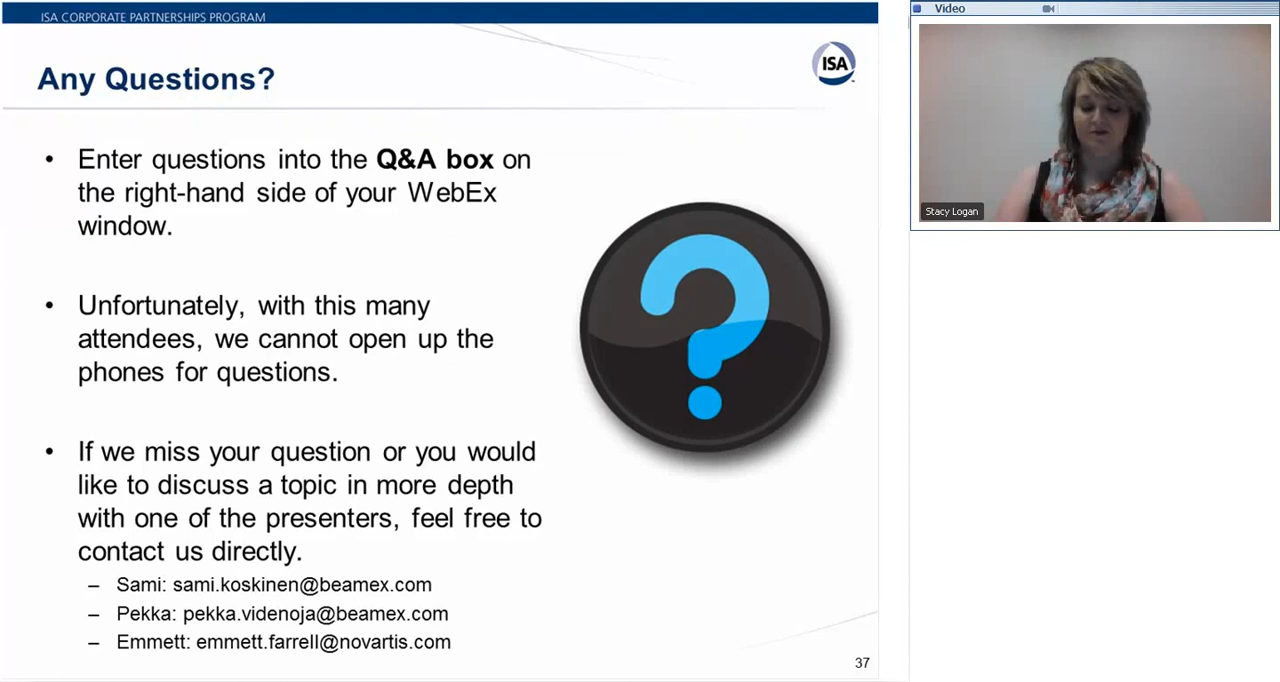 ISA CORPORATE PARTNERSHIPS PROGRAM
Any Questions?
ISA
• Enter questions into the Q&A box on
the right-hand side of your WebEx
window.
• Unfortunately, with this many
attendees, we cannot open up the
phones for questions.
• If we miss your question or you would
like to discuss a topic in more depth
with one of the presenters, feel free to
contact us directly.
– Sami: sami.koskinen@beamex.com
– Pekka: pekka.videnoja@beamex.com
– Emmett: emmett.farrell@novartis.com
?
37
Video
Stacy Logan